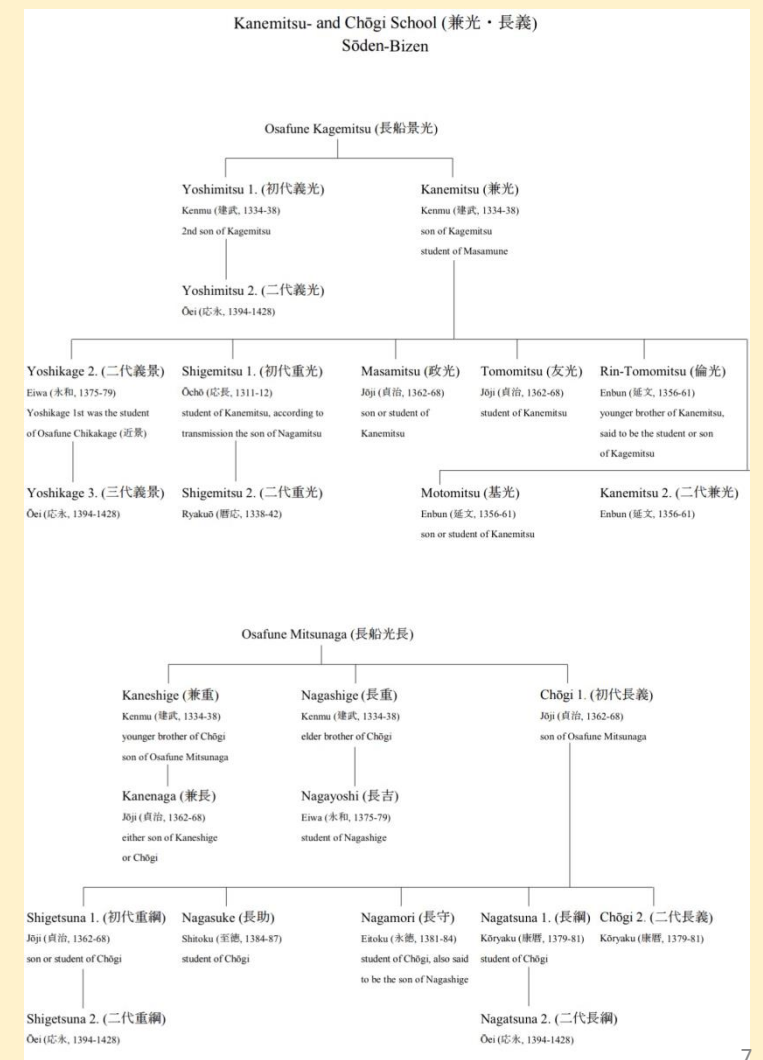 Kanemitsu- and Chōgi School (兼光・長義)
Sōden-Bizen
Osafune Kagemitsu (長船景光)
Yoshimitsu 1. (初代義光)
Kenmu (建武, 1334-38)
2nd son of Kagemitsu
Kanemitsu (兼光)
Kenmu (建武, 1334-38)
son of Kagemitsu
student of Masamune
Yoshimitsu 2. (二代義光)
Ōei (応永, 1394-1428)
Yoshikage 2. (二代義景)
Eiwa (永和, 1375-79)
Yoshikage 1st was the student
of Osafune Chikakage (近景)
Shigemitsu 1. (初代重光)
Ōchō (応長, 1311-12)
student of Kanemitsu, according to
transmission the son of Nagamitsu
Masamitsu (政光)
Jōji (貞治, 1362-68)
son or student of
Kanemitsu
Tomomitsu (友光)
Jōji (貞治, 1362-68)
student of Kanemitsu
Rin-Tomomitsu (倫光)
Enbun (延文, 1356-61)
younger brother of Kanemitsu,
said to be the student or son
of Kagemitsu
Yoshikage 3. (三代義景)
Ōei (応永, 1394-1428)
Shigemitsu 2. (二代重光)
Ryakuō (暦応, 1338-42)
Motomitsu (基光)
Enbun (延文, 1356-61)
son or student of Kanemitsu
Kanemitsu 2. (二代兼光)
Enbun (延文, 1356-61)
Osafune Mitsunaga (長船光長)
Kaneshige (兼重)
Kenmu (建武, 1334-38)
younger brother of Chōgi
son of Osafune Mitsunaga
Nagashige (長重)
Kenmu (建武, 1334-38)
elder brother of Chōgi
Chōgi 1. (初代長義)
Jōji (貞治, 1362-68)
son of Osafune Mitsunaga
Kanenaga (兼長)
Jōji (貞治, 1362-68)
either son of Kaneshige
or Chōgi
Nagayoshi (長吉)
Eiwa (永和, 1375-79)
student of Nagashige
Shigetsuna 1. (初代重綱)
Jōji (貞治, 1362-68)
son or student of Chōgi
Nagasuke (長助)
Shitoku (至徳, 1384-87)
student of Chōgi
Nagamori (長守)
Eitoku (永徳, 1381-84)
student of Chōgi, also said
to be the son of Nagashige
Nagatsuna 1. (長綱)
Kōryaku (康暦, 1379-81)
student of Chōgi
Chōgi 2. (二代長義)
Kōryaku (康暦, 1379-81)
Shigetsuna 2. (二代重綱)
Ōei (応永, 1394-1428)
Nagatsuna 2. (二代長綱)
Ōei (応永, 1394-1428)
7